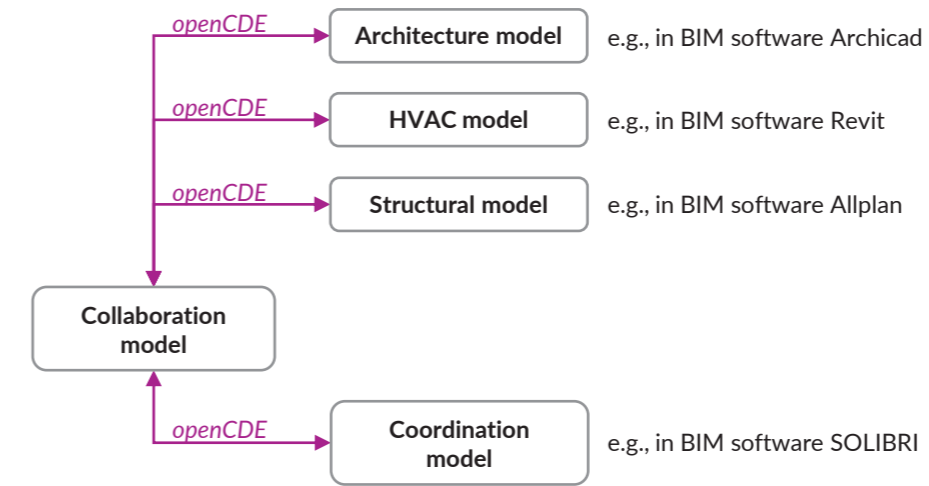 openCDE
Architecture model
e.g., in BIM software Archicad
openCDE
HVAC model
e.g., in BIM software Revit
openCDE
Structural model
e.g., in BIM software Allplan
Collaboration
model
openCDE
Coordination
model
e.g., in BIM software SOLIBRI